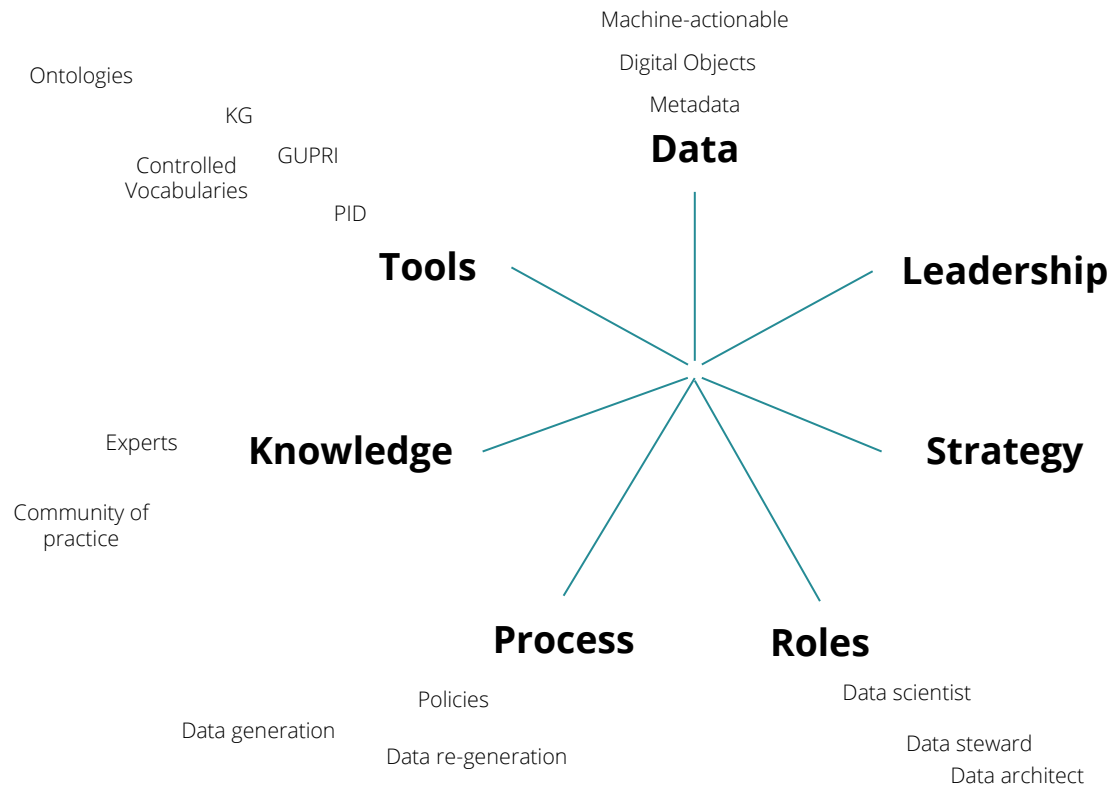 Machine-actionable
Digital Objects
Metadata
Data
Ontologies
KG
GUPRI
Controlled
Vocabularies
PID
Tools
Leadership
Experts
Knowledge
Community of
practice
Strategy
Process
Policies
Data generation
Data re-generation
Roles
Data scientist
Data steward
Data architect